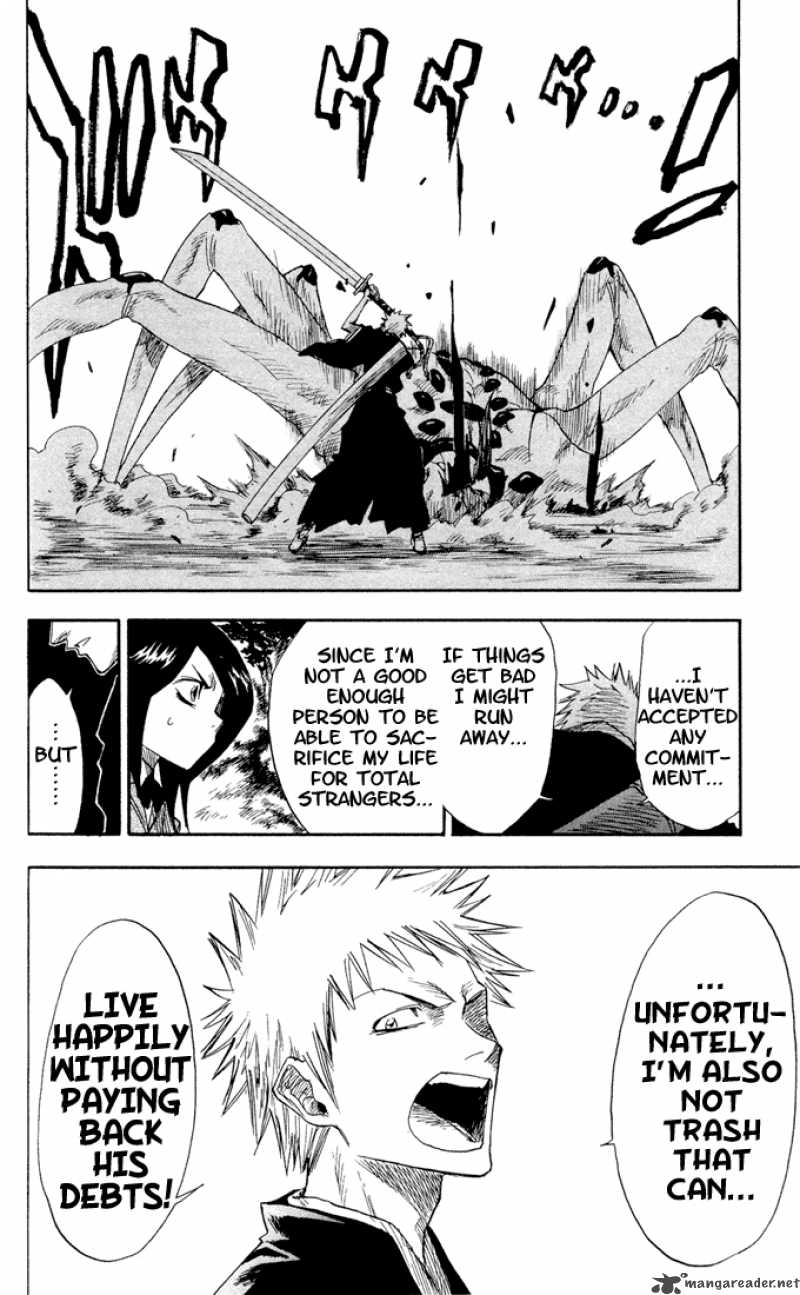 ...I
HAVEN'T
ACCEPTED
ANY
COMMIT-
MENT...
IF THINGS
GET BAD
I MIGHT
RUN
AWAY...
SINCE I'M
NOT A GOOD
ENOUGH
PERSON TO BE
ABLE TO SAC-
RIFICE MY LIFE
FOR TOTAL
STRANGERS...
........
BUT
........
...
UNFORTU-
NATELY,
I'M ALSO
NOT
TRASH
THAT
CAN...
LIVE
HAPPILY
WITHOUT
PAYING
BACK
HIS
DEBTS!
mangareader.net